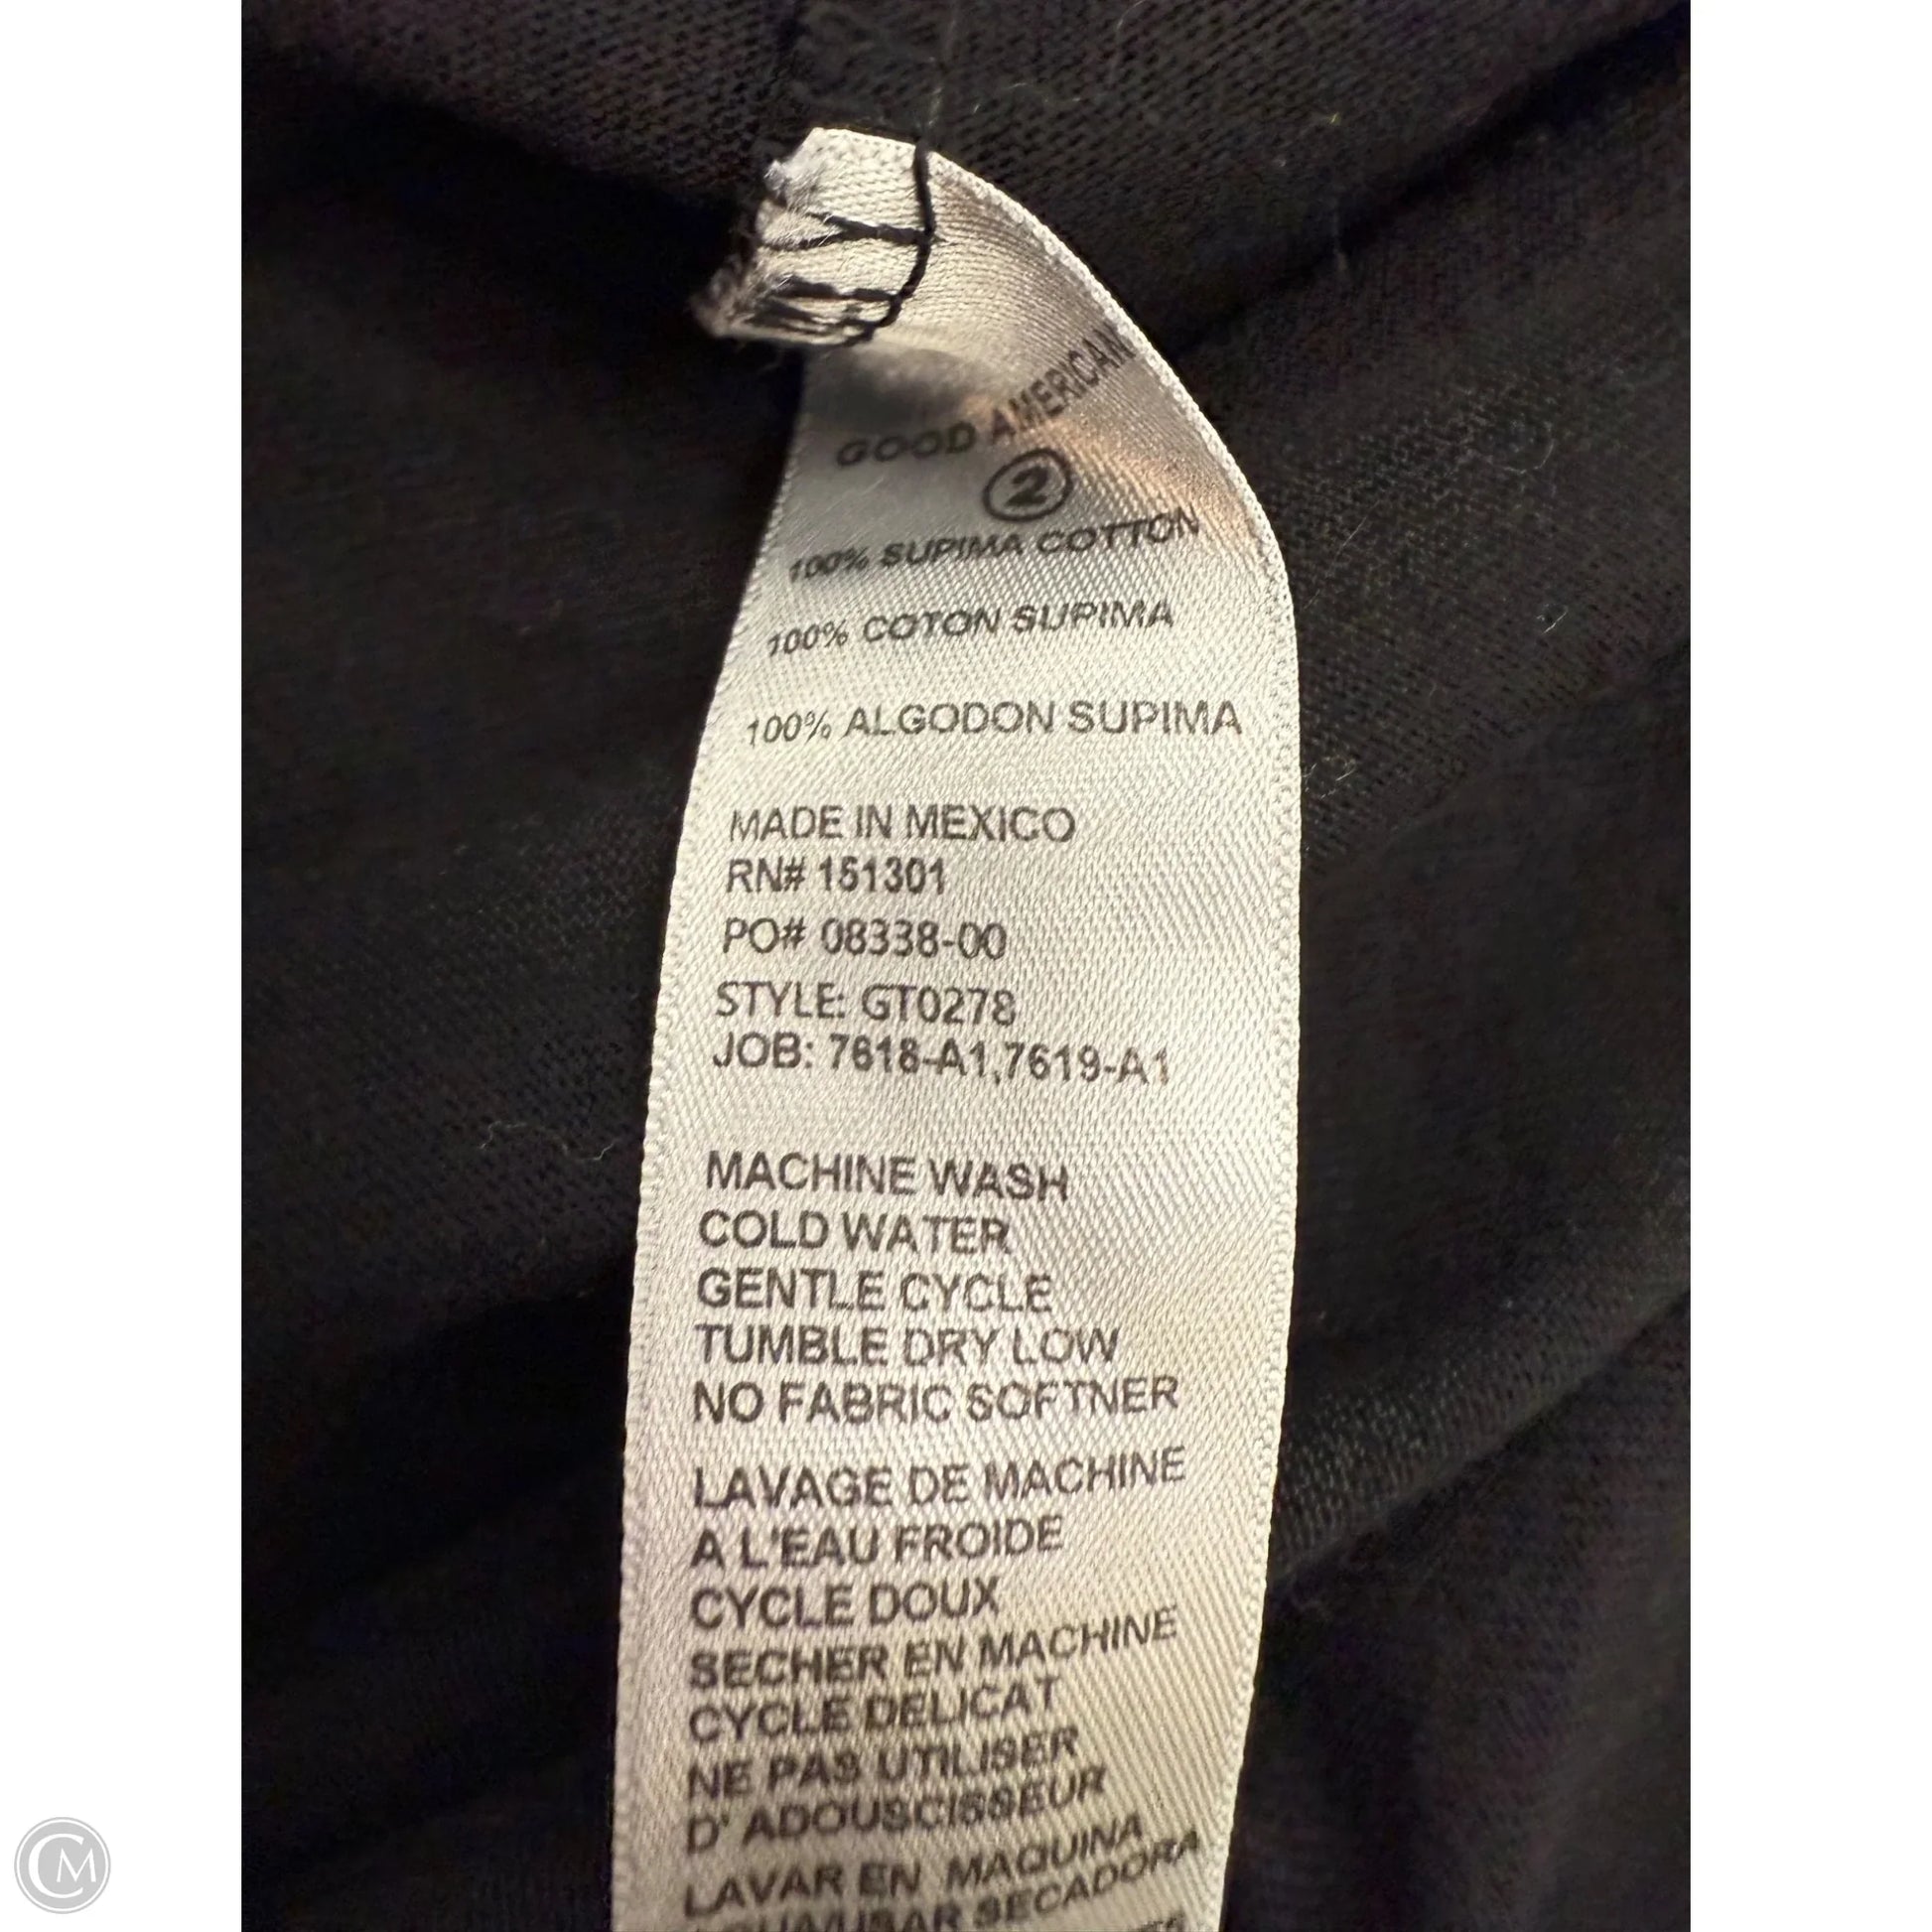 GOOD AMERICAN
2
100% SUPIMA COTTON
100% COTON SUPIMA
100% ALGODON SUPIMA
MADE IN MEXICO
RN# 151301
PO# 08338-00
STYLE: GT0278
JOB: 7618-A1,7619-A1
MACHINE WASH
COLD WATER
GENTLE CYCLE
TUMBLE DRY LOW
NO FABRIC SOFTNER
LAVAGE DE MACHINE
A L'EAU FROIDE
CYCLE DOUX
SECHER EN MACHINE
CYCLE DELICAT
NE PAS UTILISER
D' ADOUSCISSEUR
LAVAR EN MAQUINA
SECADORA
CM